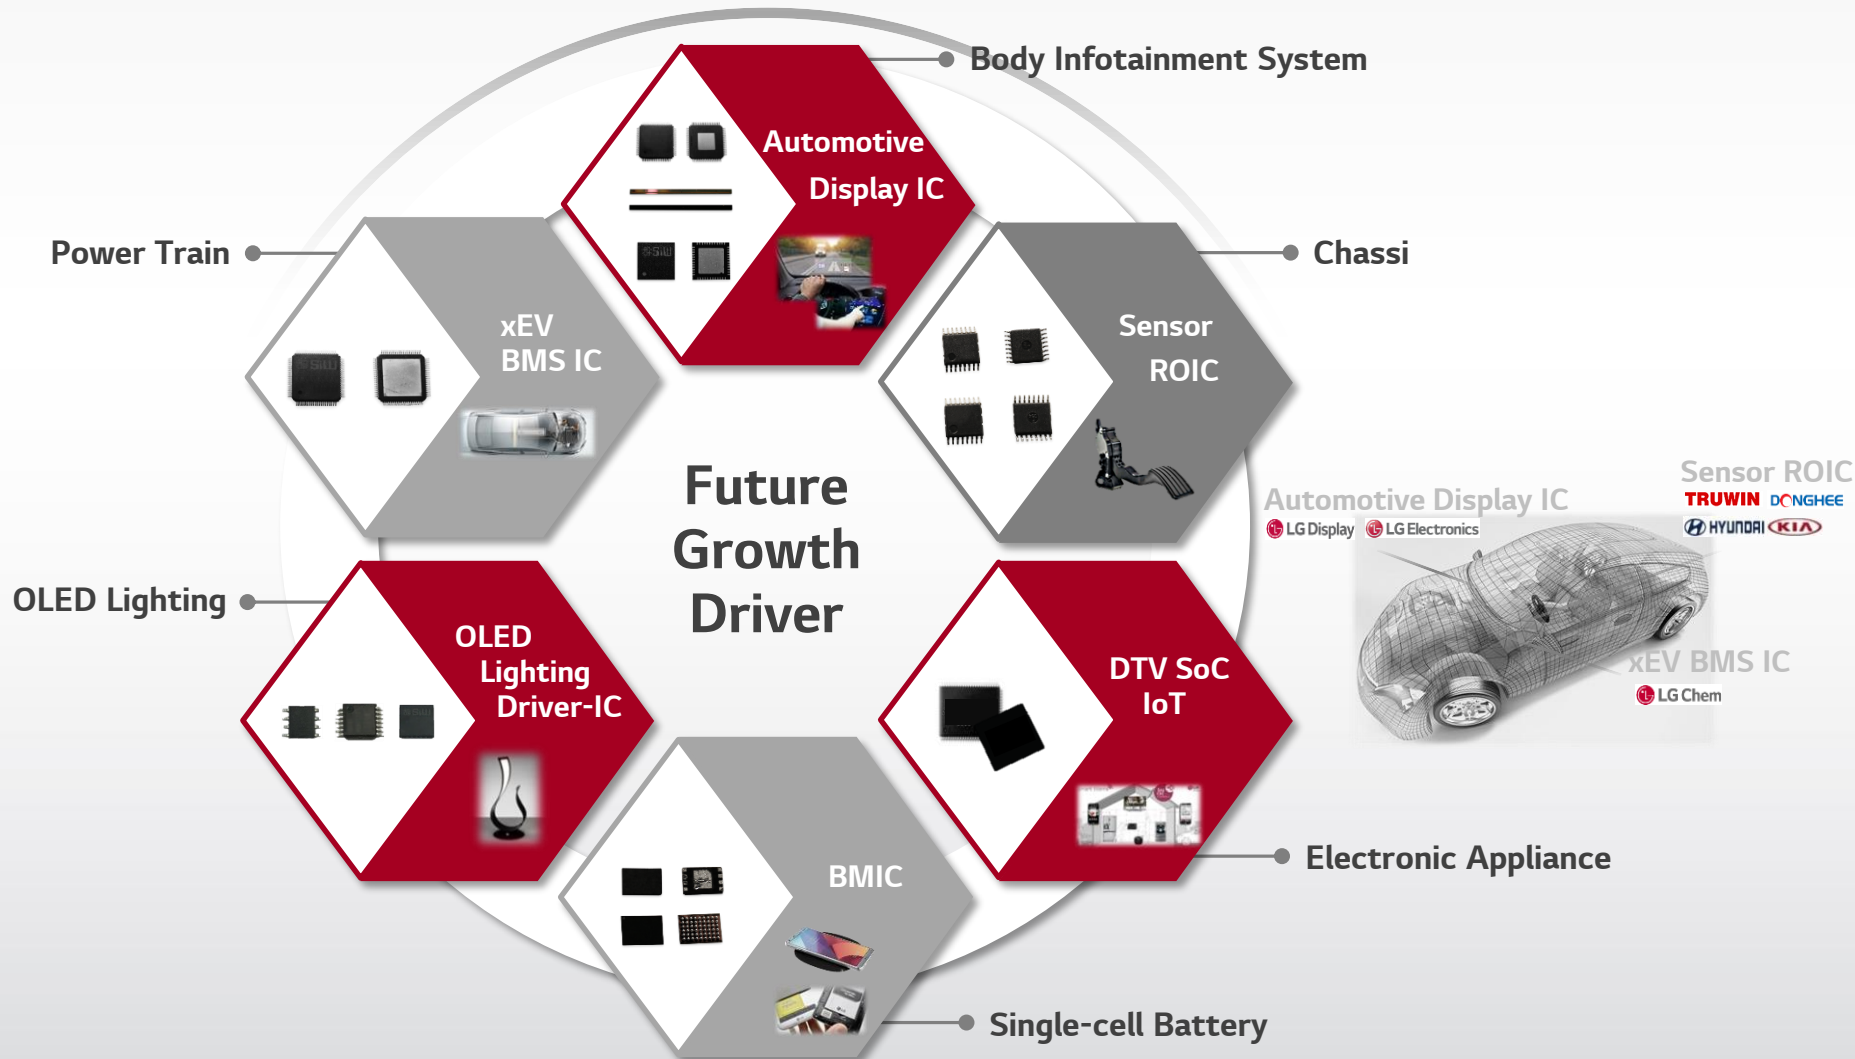 Body Infotainment System
Automotive
Display IC
Power Train
xEV
BMS IC
Chassi
Sensor
ROIC
Future
Growth
Driver
Automotive Display IC
LG Display LG Electronics
Sensor ROIC
TRUWIN DONGHEE
HYUNDAI KIA
xEV BMS IC
LG Chem
OLED Lighting
OLED
Lighting
Driver-IC
DTV SoC
IoT
Electronic Appliance
BMIC
Single-cell Battery